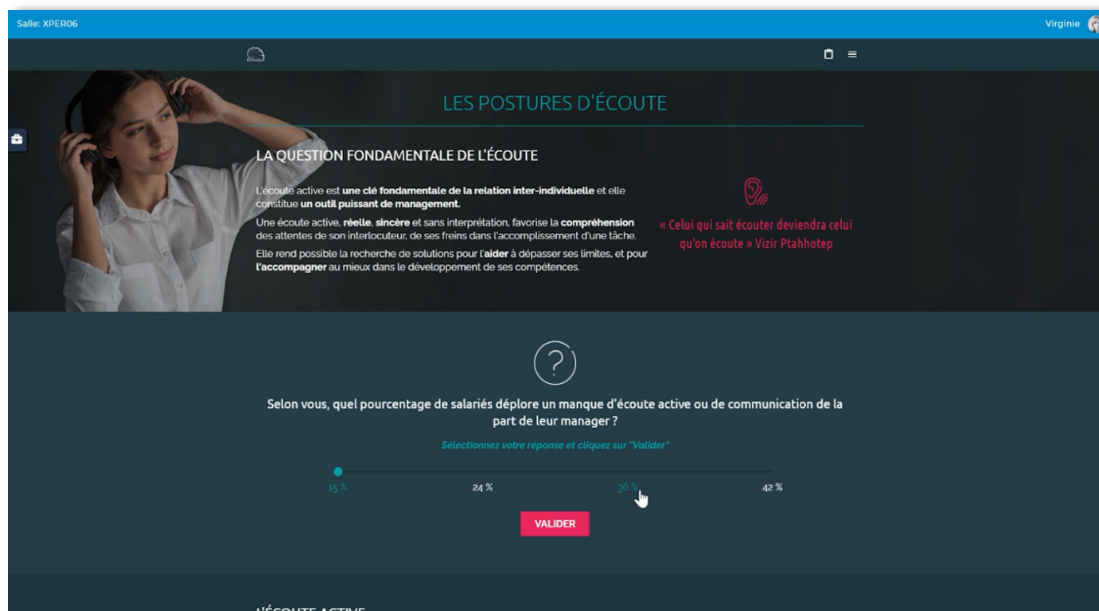 Salle: XPER06
Virginie
LES POSTURES D'ÉCOUTE
LA QUESTION FONDAMENTALE DE L'ÉCOUTE
L'écoute active est une clé fondamentale de la relation inter-individuelle et elle
constitue un outil puissant de management.
Une écoute active, réelle, sincère et sans interprétation, favorise la compréhension
des attentes de son interlocuteur, de ses freins dans l'accomplissement d'une tâche.
Elle rend possible la recherche de solutions pour l'aider à dépasser ses limites, et pour
l'accompagner au mieux dans le développement de ses compétences.
« Celui qui sait écouter deviendra celui
qu'on écoute » Vizir Ptahhotep
Selon vous, quel pourcentage de salariés déplore un manque d'écoute active ou de communication de la
part de leur manager ?
Sélectionnez votre réponse et cliquez sur "Valider"
15 % 24 % 36 % 42 %
VALIDER
L'ÉCOUTE ACTIVE